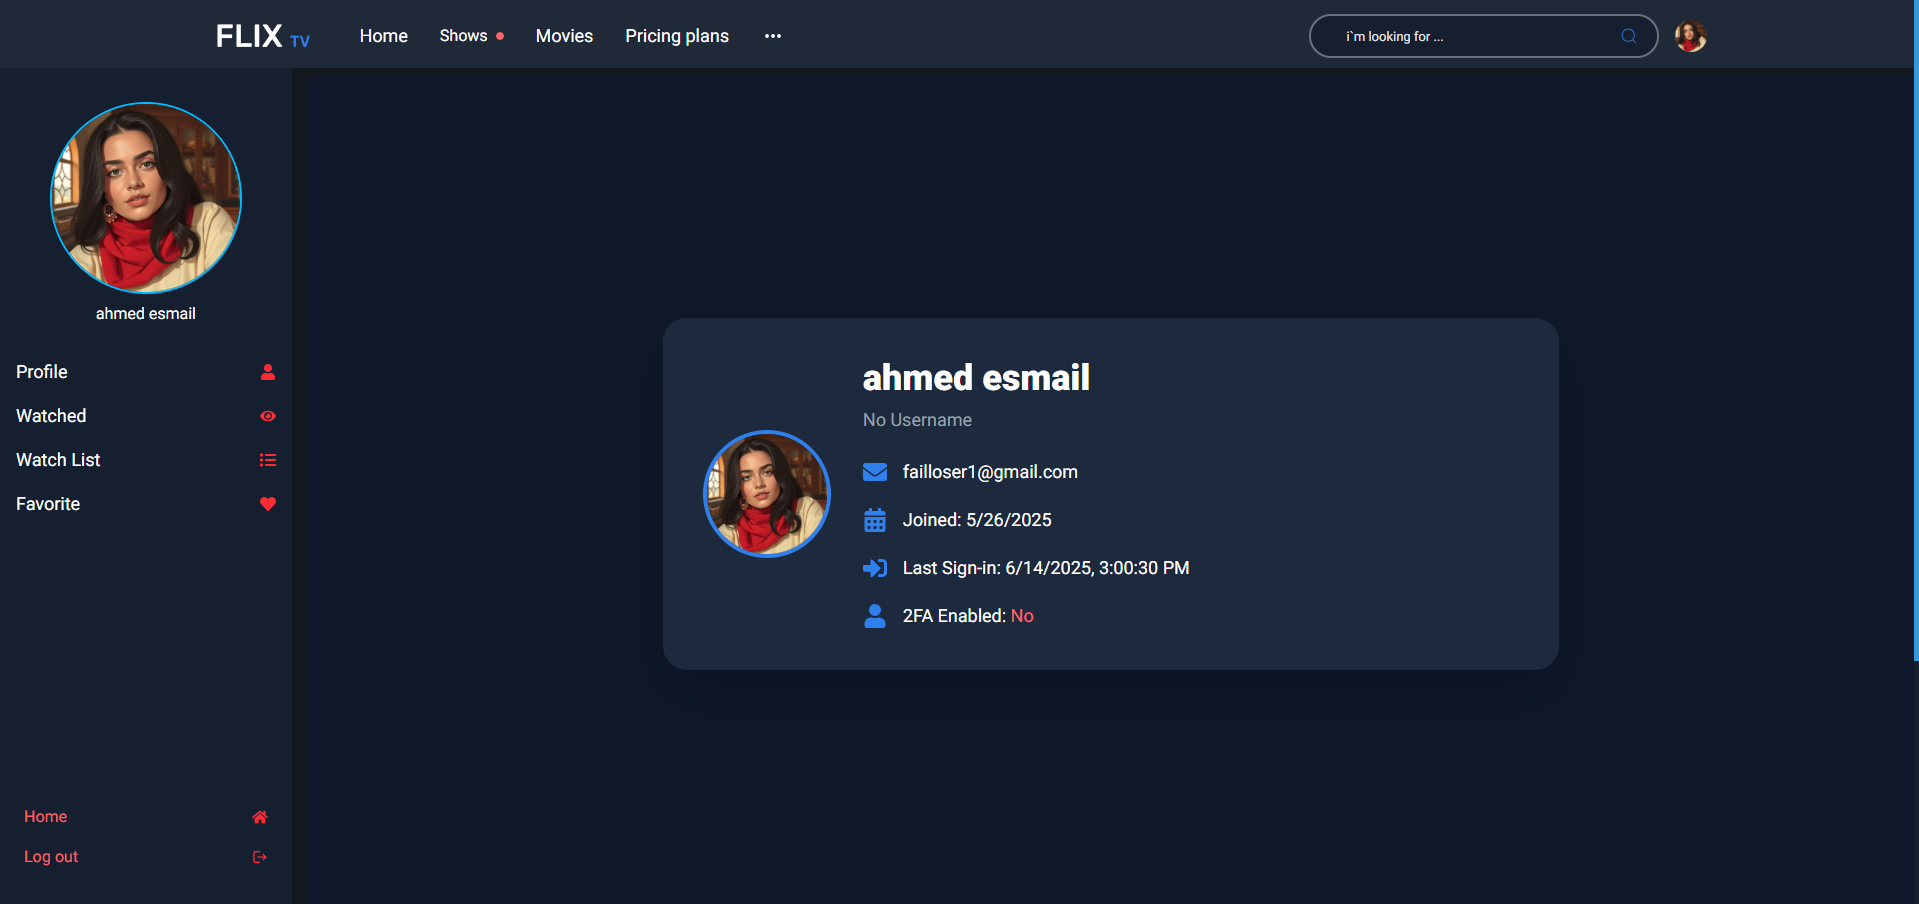 FLIX TV
Home
Shows
Movies
Pricing plans
i`m looking for ...
ahmed esmail
Profile
Watched
Watch List
Favorite
Home
Log out
ahmed esmail
No Username
failloser1@gmail.com
Joined: 5/26/2025
Last Sign-in: 6/14/2025, 3:00:30 PM
2FA Enabled: No